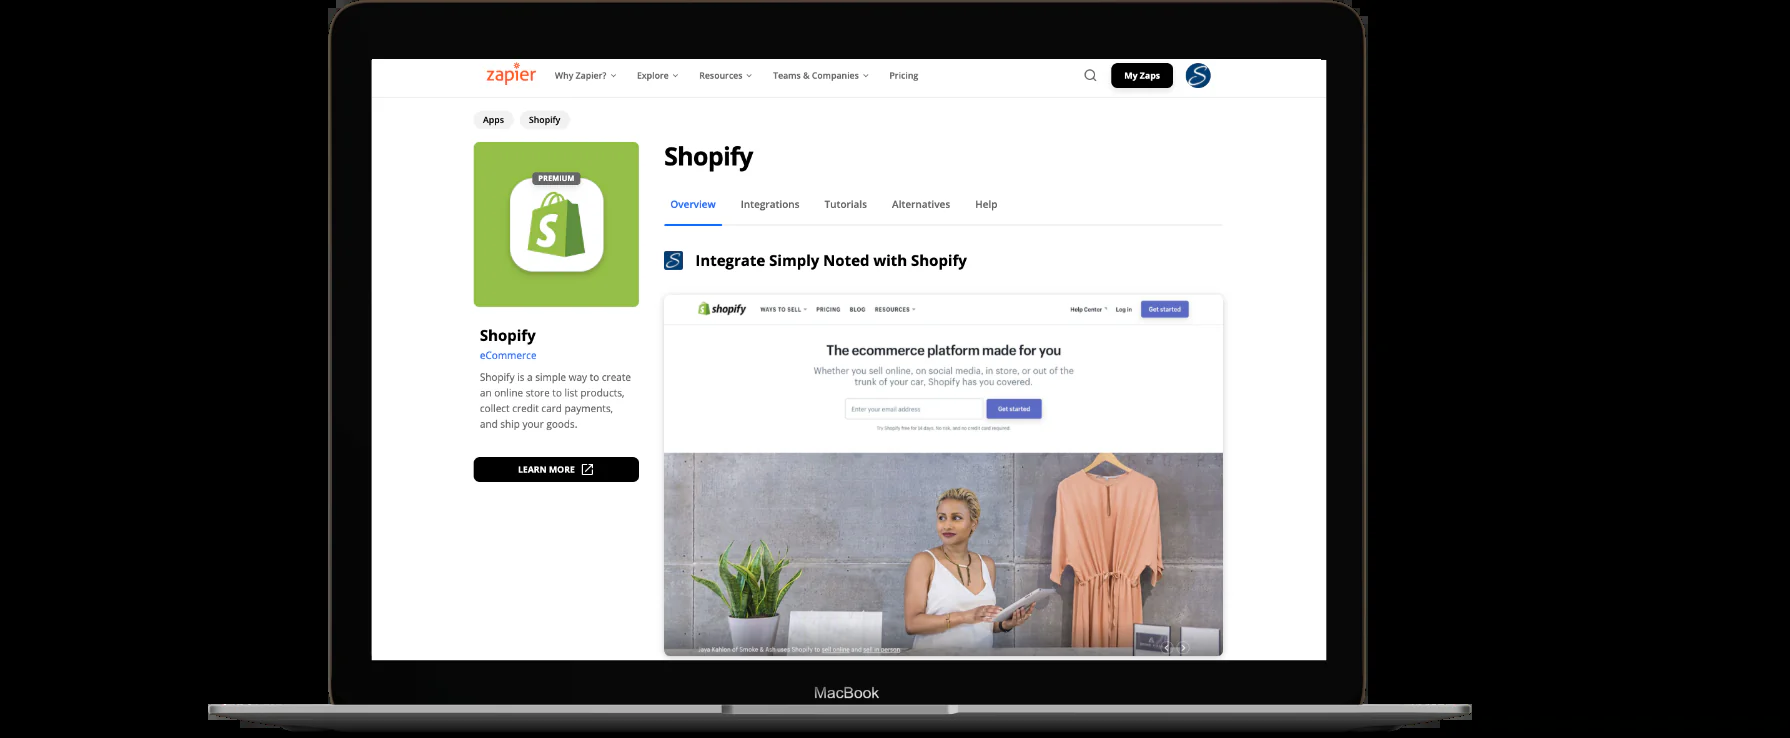 zapier Why Zapier? Explore Resources Teams & Companies Pricing My Zaps
Apps Shopify
PREMIUM
S
Shopify
eCommerce
Shopify is a simple way to create
an online store to list products,
collect credit card payments,
and ship your goods.
LEARN MORE
Shopify
Overview Integrations Tutorials Alternatives Help
S Integrate Simply Noted with Shopify
shopify WAYS TO SELL PRICING BLOG RESOURCES Help Center Log in Get started
The ecommerce platform made for you
Whether you sell online, on social media, in store, or out of the
trunk of your car, Shopify has you covered.
Enter your email address Get started
Try Shopify free for 14 days. No risk, and no credit card required.
Jaya Kahlon of Smoke & Ash uses Shopify to sell online and sell in person
MacBook